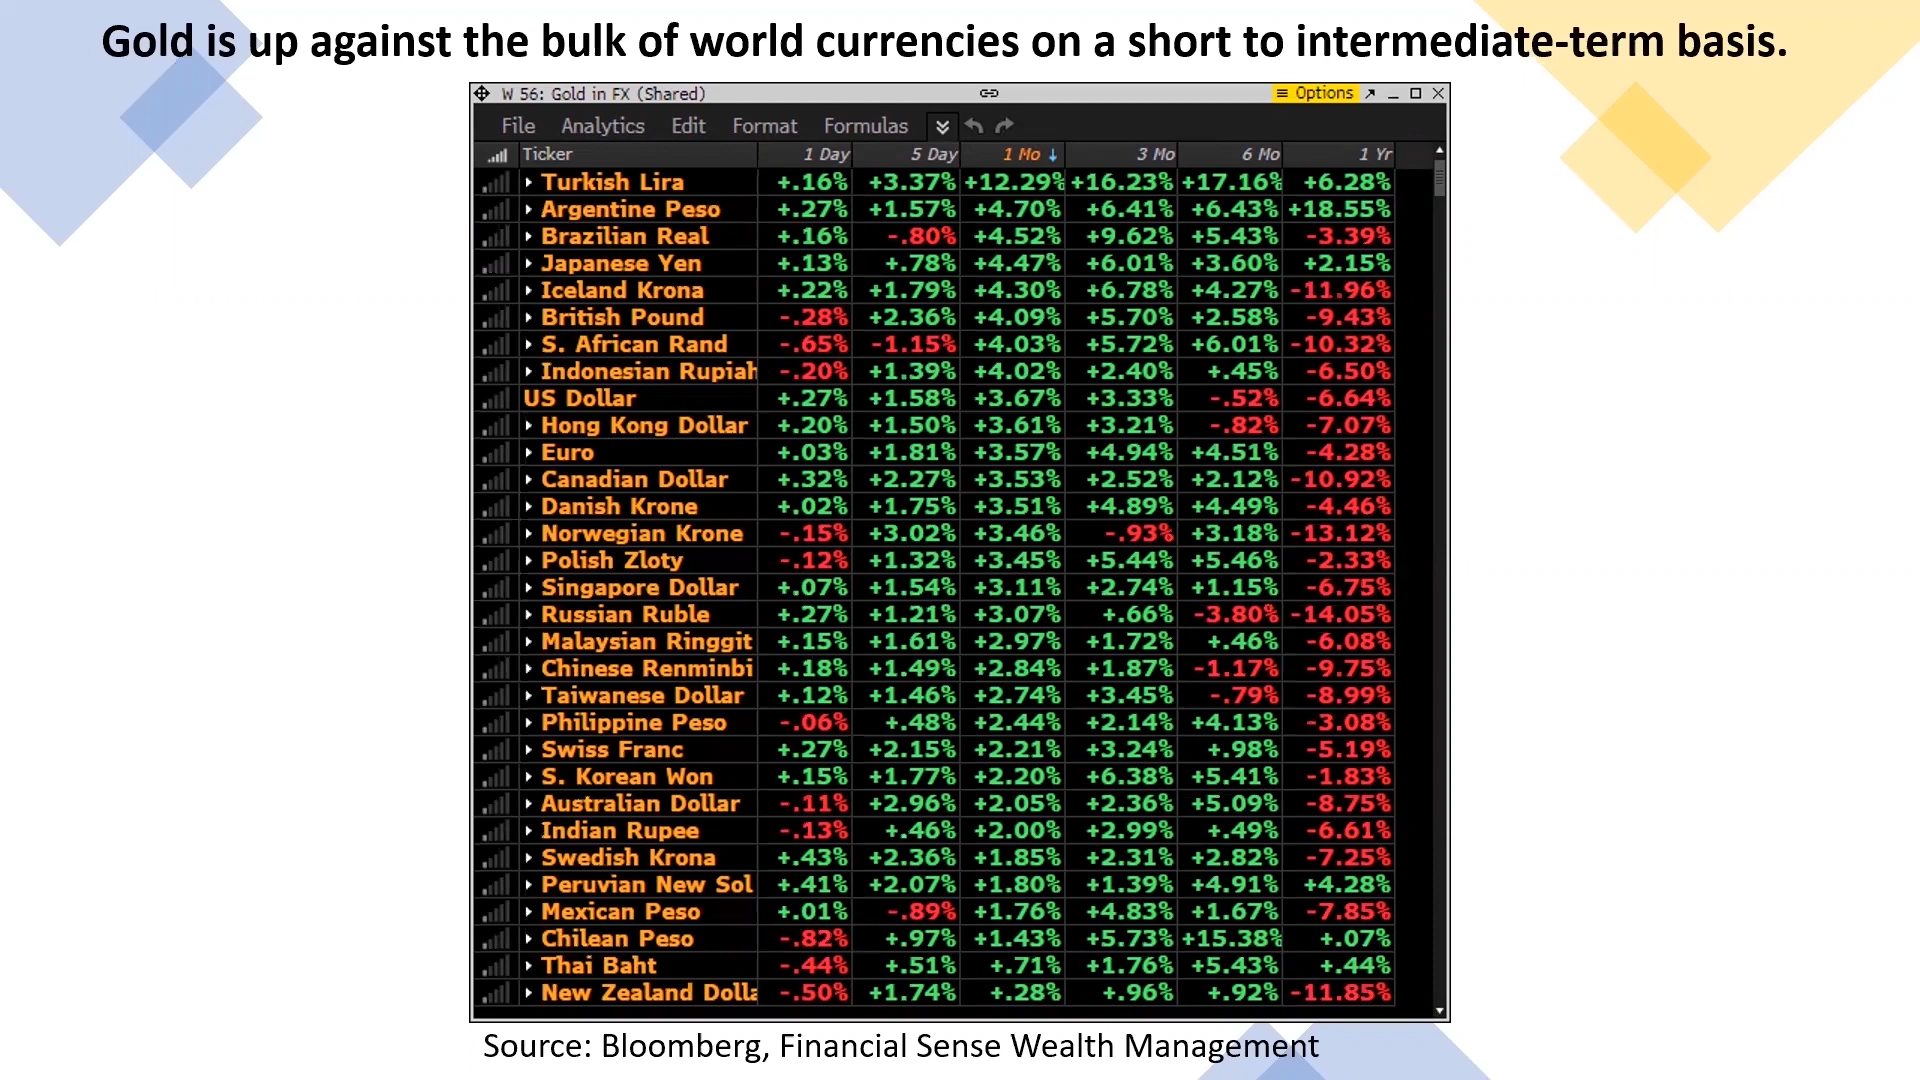 Gold is up against the bulk of world currencies on a short to intermediate-term basis.
W 56: Gold in FX (Shared) Options
File Analytics Edit Format Formulas
Ticker 1 Day 5 Day 1 Mo ↓ 3 Mo 6 Mo 1 Yr
Turkish Lira +.16% +3.37% +12.29% +16.23% +17.16% +6.28%
Argentine Peso +.27% +1.57% +4.70% +6.41% +6.43% +18.55%
Brazilian Real +.16% -.80% +4.52% +9.62% +5.43% -3.39%
Japanese Yen +.13% +.78% +4.47% +6.01% +3.60% +2.15%
Iceland Krona +.22% +1.79% +4.30% +6.78% +4.27% -11.96%
British Pound -.28% +2.36% +4.09% +5.70% +2.58% -9.43%
S. African Rand -.65% -1.15% +4.03% +5.72% +6.01% -10.32%
Indonesian Rupiah -.20% +1.39% +4.02% +2.40% +.45% -6.50%
US Dollar +.27% +1.58% +3.67% +3.33% -.52% -6.64%
Hong Kong Dollar +.20% +1.50% +3.61% +3.21% -.82% -7.07%
Euro +.03% +1.81% +3.57% +4.94% +4.51% -4.28%
Canadian Dollar +.32% +2.27% +3.53% +2.52% +2.12% -10.92%
Danish Krone +.02% +1.75% +3.51% +4.89% +4.49% -4.46%
Norwegian Krone -.15% +3.02% +3.46% -.93% +3.18% -13.12%
Polish Zloty -.12% +1.32% +3.45% +5.44% +5.46% -2.33%
Singapore Dollar +.07% +1.54% +3.11% +2.74% +1.15% -6.75%
Russian Ruble +.27% +1.21% +3.07% +.66% -3.80% -14.05%
Malaysian Ringgit +.15% +1.61% +2.97% +1.72% +.46% -6.08%
Chinese Renminbi +.18% +1.49% +2.84% +1.87% -1.17% -9.75%
Taiwanese Dollar +.12% +1.46% +2.74% +3.45% -.79% -8.99%
Philippine Peso -.06% +.48% +2.44% +2.14% +4.13% -3.08%
Swiss Franc +.27% +2.15% +2.21% +3.24% +.98% -5.19%
S. Korean Won +.15% +1.77% +2.20% +6.38% +5.41% -1.83%
Australian Dollar -.11% +2.96% +2.05% +2.36% +5.09% -8.75%
Indian Rupee -.13% +.46% +2.00% +2.99% +.49% -6.61%
Swedish Krona +.43% +2.36% +1.85% +2.31% +2.82% -7.25%
Peruvian New Sol +.41% +2.07% +1.80% +1.39% +4.91% +4.28%
Mexican Peso +.01% -.89% +1.76% +4.83% +1.67% -7.85%
Chilean Peso -.82% +.97% +1.43% +5.73% +15.38% +.07%
Thai Baht -.44% +.51% +.71% +1.76% +5.43% +.44%
New Zealand Dolla -.50% +1.74% +.28% +.96% +.92% -11.85%
Source: Bloomberg, Financial Sense Wealth Management